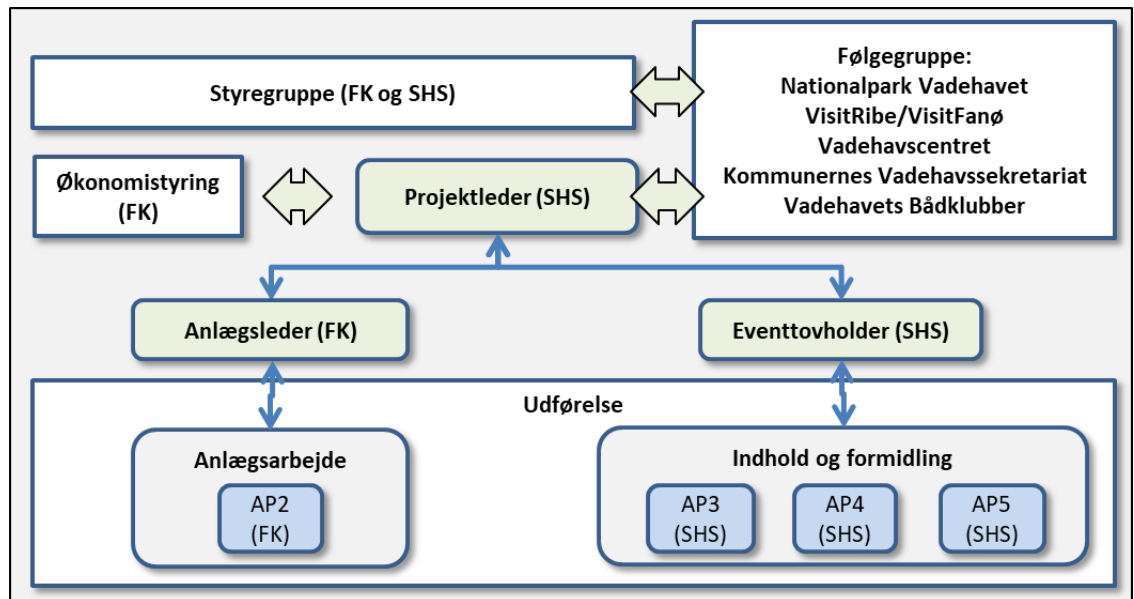 Styregruppe (FK og SHS)
Følgegruppe:
Nationalpark Vadehavet
VisitRibe/VisitFanø
Vadehavscentret
Kommunernes Vadehavssekretariat
Vadehavets Bådklubber
Økonomistyring
(FK)
Projektleder (SHS)
Anlægsleder (FK)
Eventtovholder (SHS)
Udførelse
Anlægsarbejde
AP2
(FK)
Indhold og formidling
AP3
(SHS)
AP4
(SHS)
AP5
(SHS)